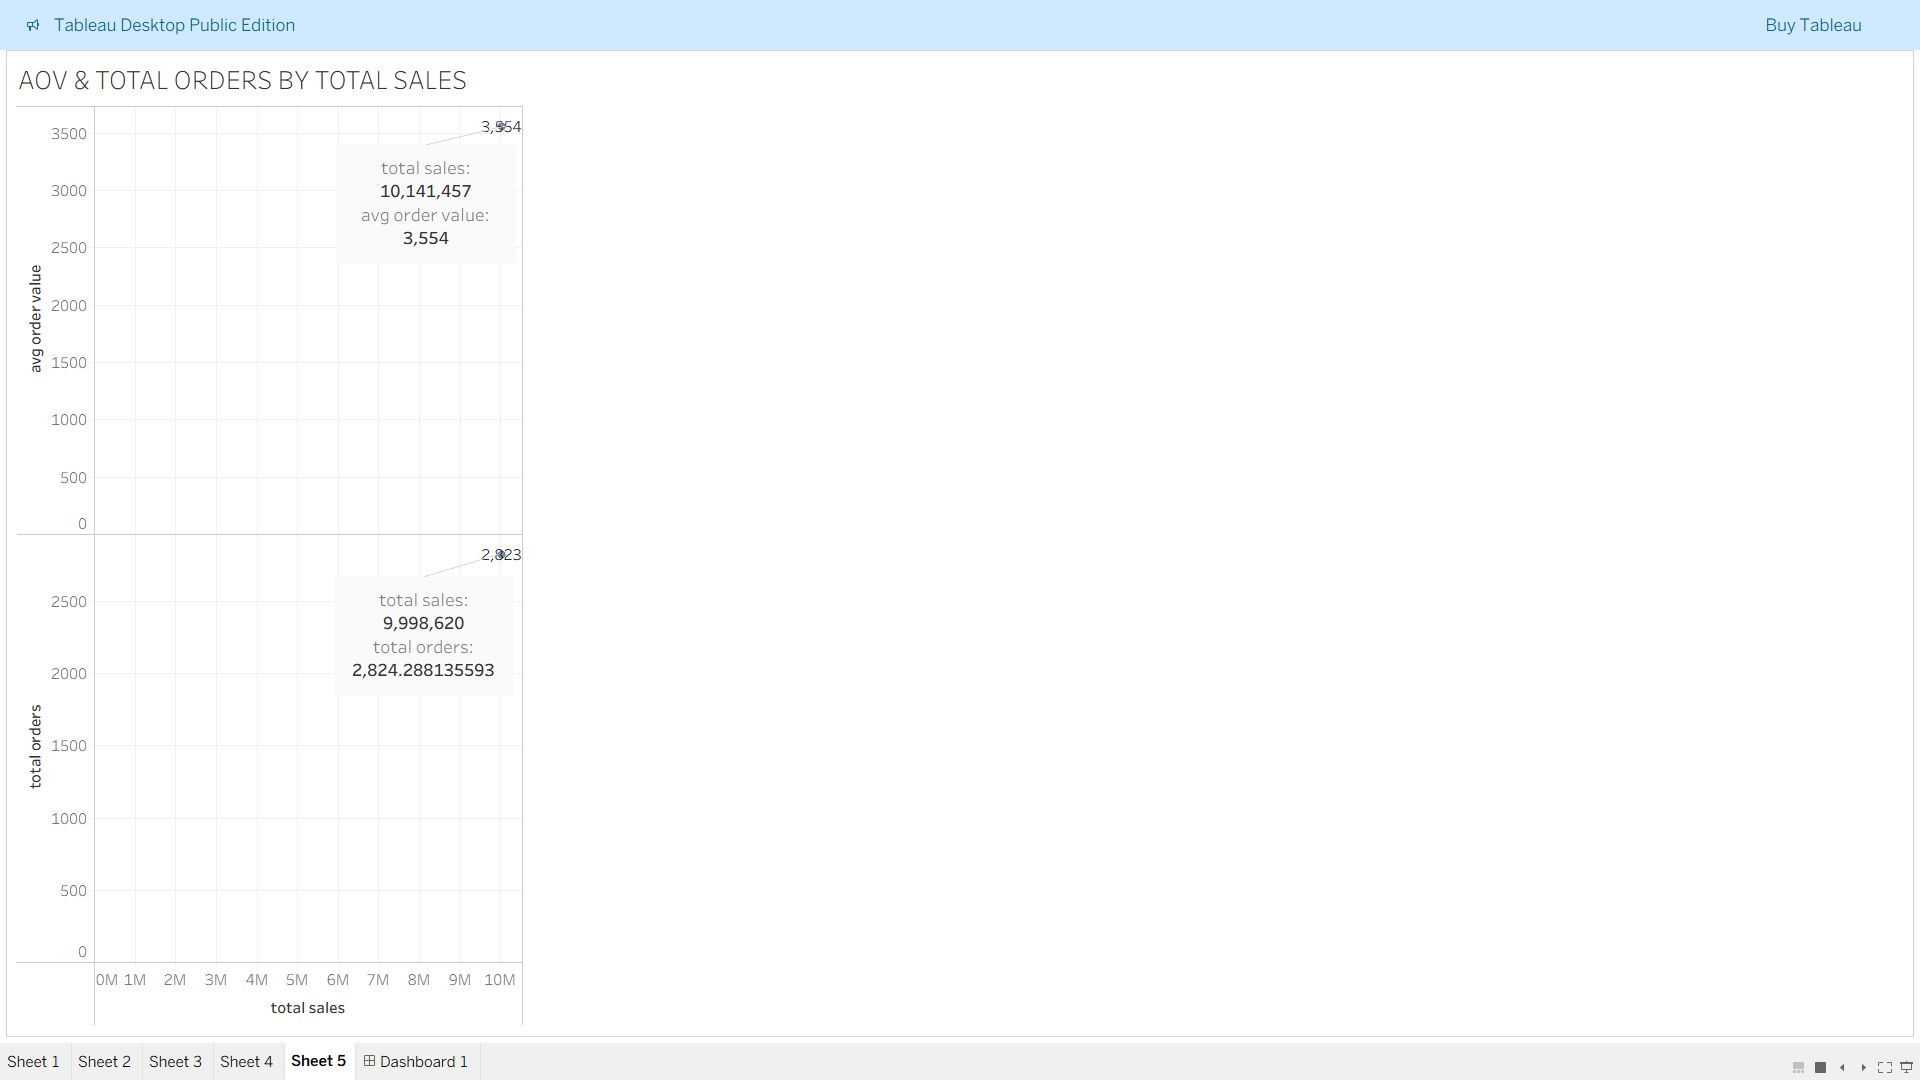 Tableau Desktop Public Edition
Buy Tableau
AOV & TOTAL ORDERS BY TOTAL SALES
avg order value
3500
3000
2500
2000
1500
1000
500
0
3,554
total sales:
10,141,457
avg order value:
3,554
total orders
2500
2000
1500
1000
500
0
2,823
total sales:
9,998,620
total orders:
2,824.288135593
0M 1M 2M 3M 4M 5M 6M 7M 8M 9M 10M
total sales
Sheet 1 Sheet 2 Sheet 3 Sheet 4 Sheet 5 Dashboard 1